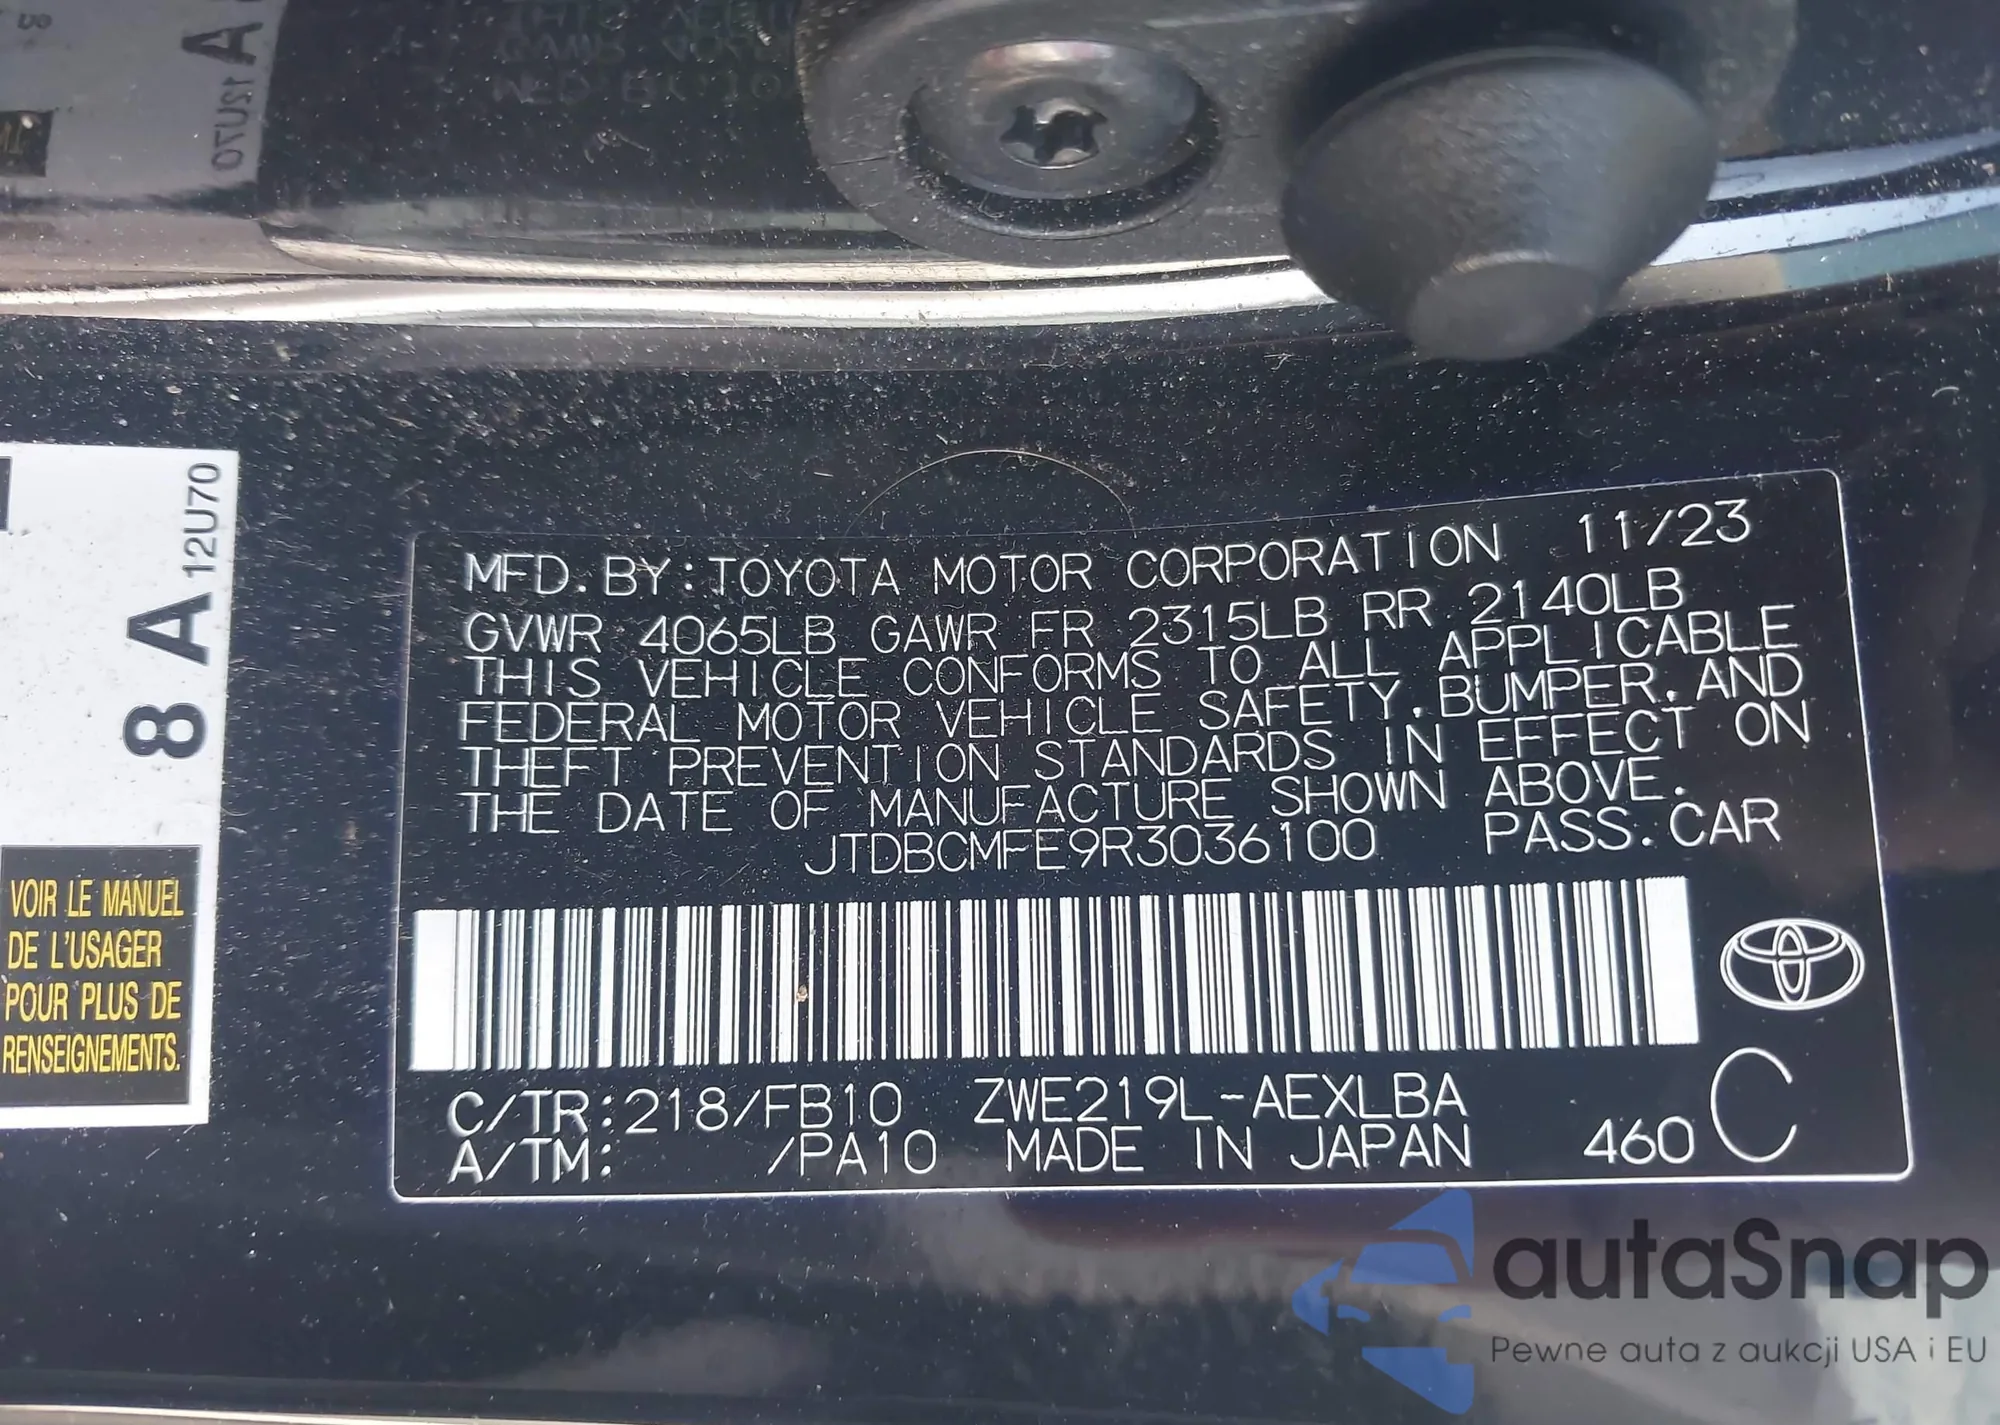 8 A 12U70
VOIR LE MANUEL
DE L'USAGER
POUR PLUS DE
RENSEIGNEMENTS.
MFD. BY:TOYOTA MOTOR CORPORATION 11/23
GVWR 4065LB GAWR FR 2315LB RR 2140LB
THIS VEHICLE CONFORMS TO ALL APPLICABLE
FEDERAL MOTOR VEHICLE SAFETY, BUMPER, AND
THEFT PREVENTION STANDARDS IN EFFECT ON
THE DATE OF MANUFACTURE SHOWN ABOVE.
JTDBCMFE9R3036100 PASS. CAR
C/TR:218/FB10 ZWE219L-AEXLBA
A/TM: /PA10 MADE IN JAPAN 460 C
autaSnap
Pewne auta z aukcji USA i EU